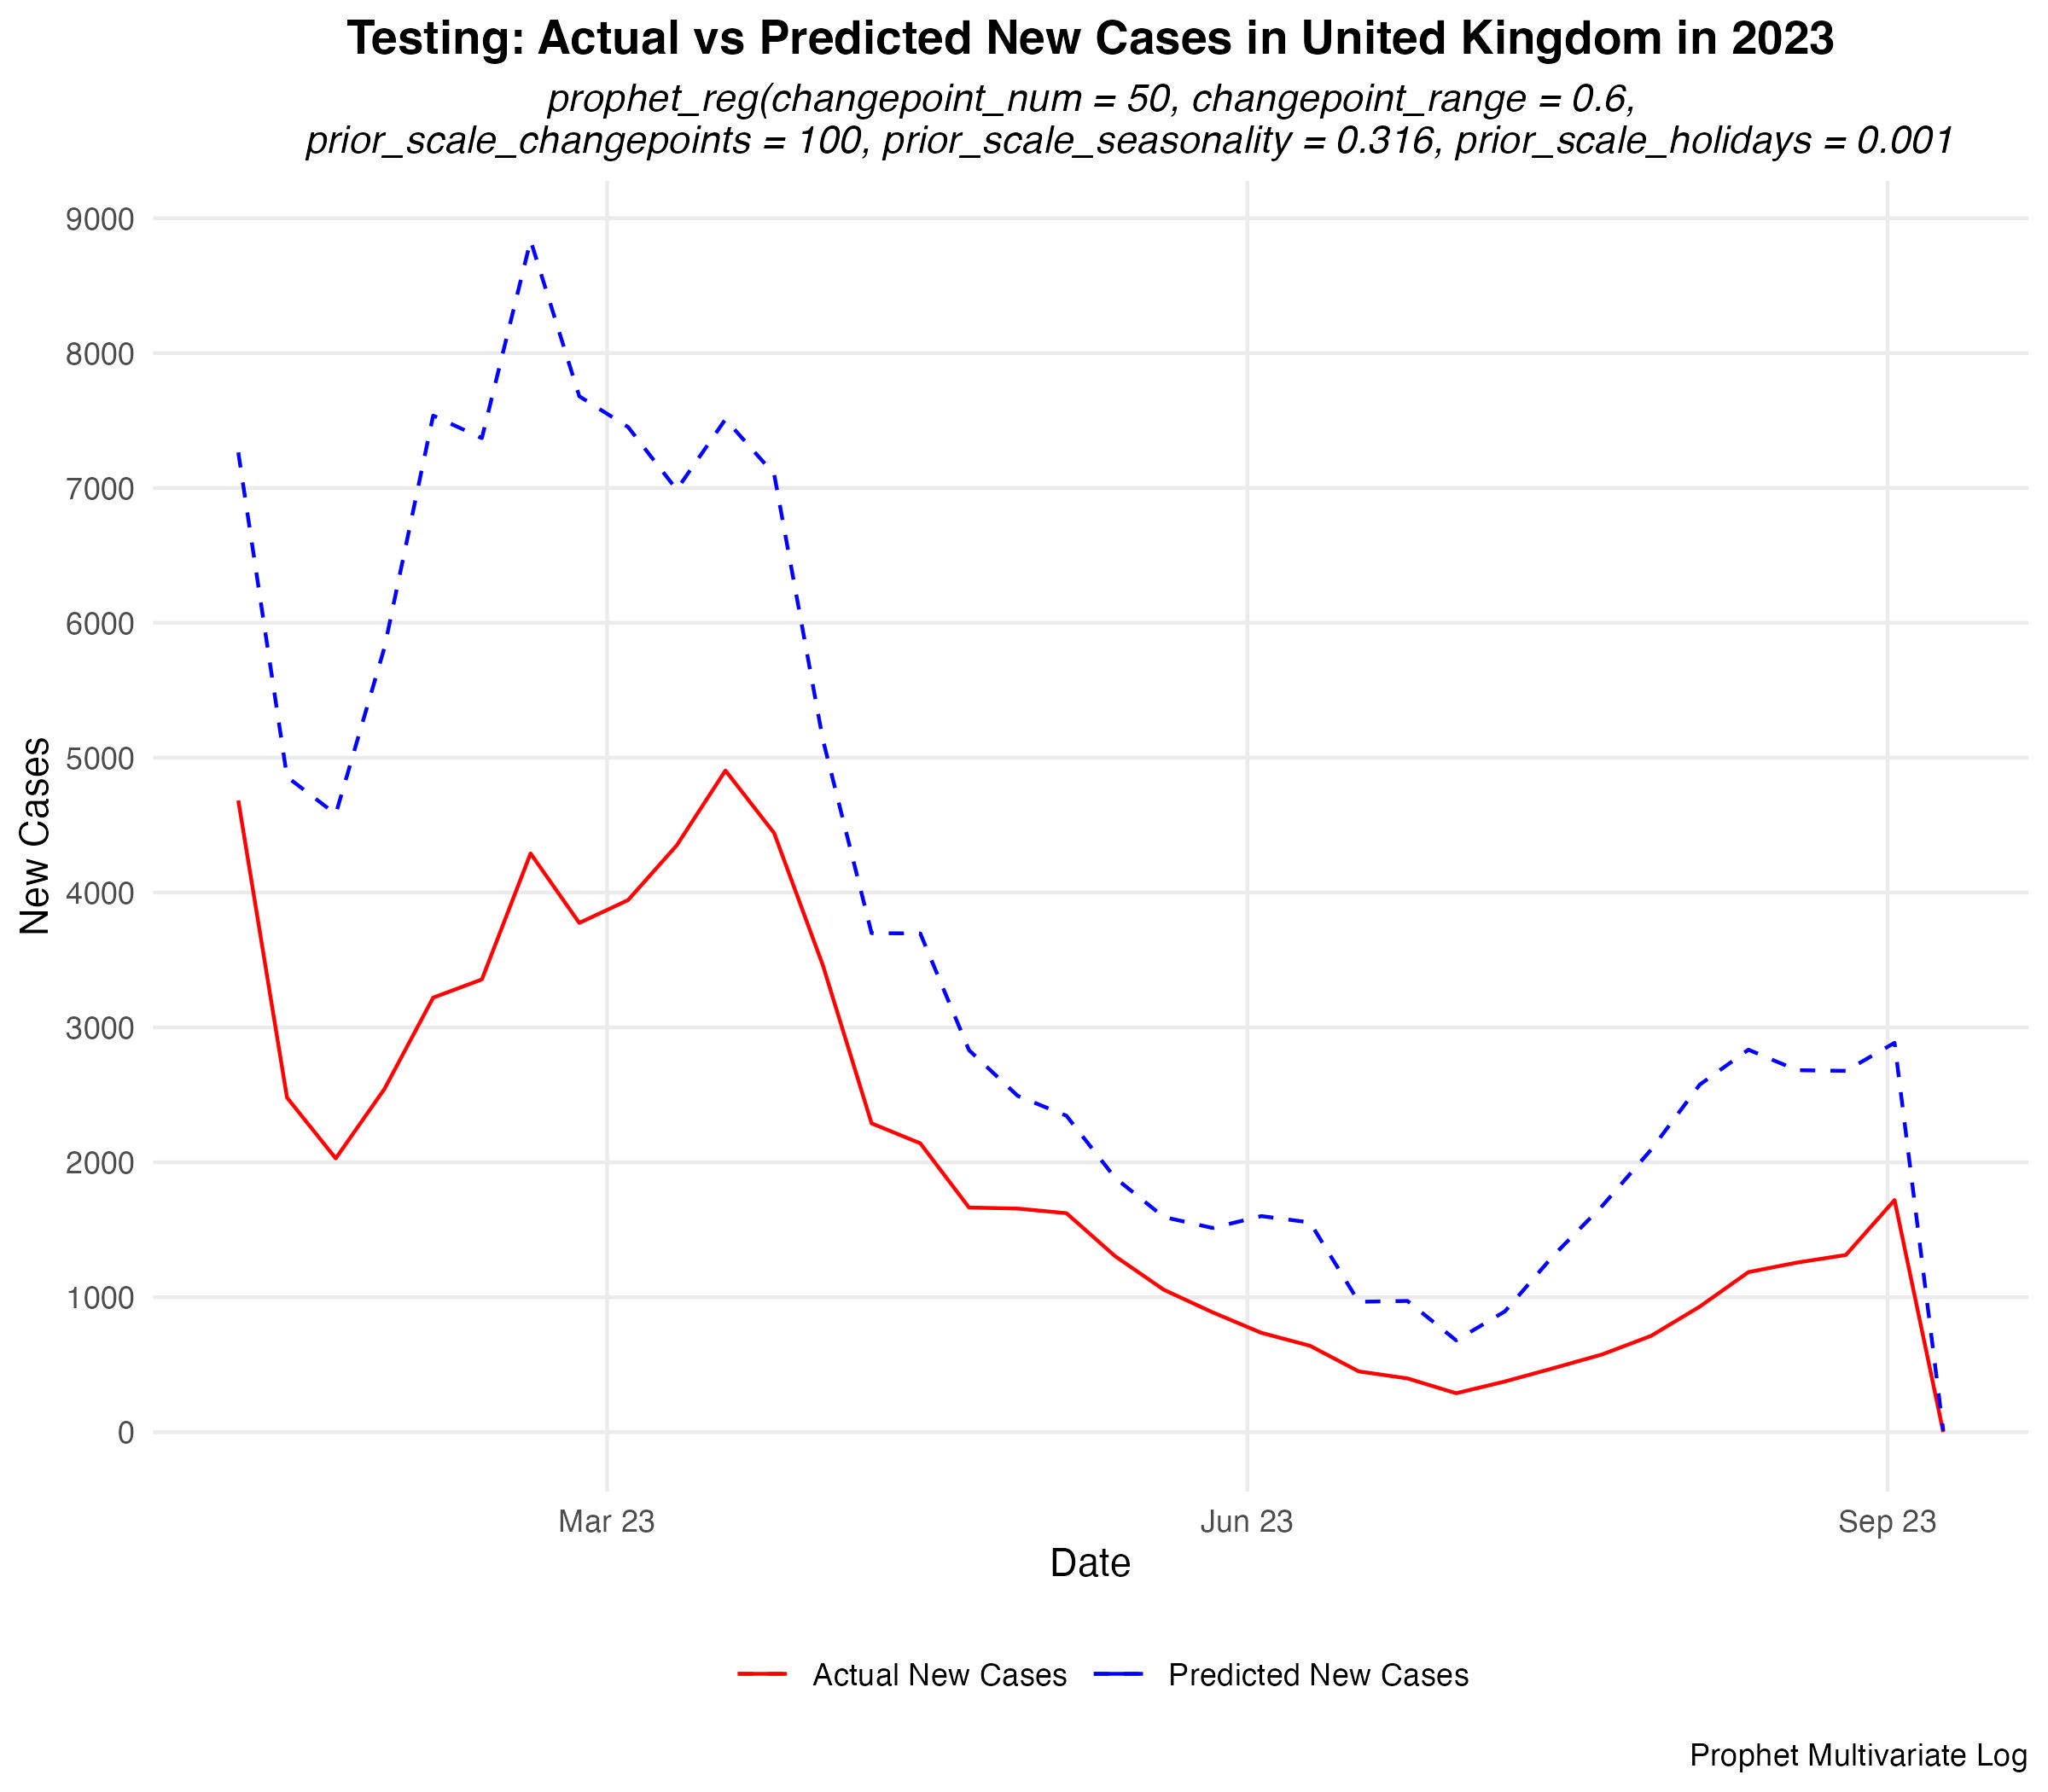 Testing: Actual vs Predicted New Cases in United Kingdom in 2023
prophet_reg(changepoint_num = 50, changepoint_range = 0.6,
prior_scale_changepoints = 100, prior_scale_seasonality = 0.316, prior_scale_holidays = 0.001
New Cases
9000
8000
7000
6000
5000
4000
3000
2000
1000
0
Mar 23 Jun 23 Sep 23
Date
Actual New Cases Predicted New Cases
Prophet Multivariate Log